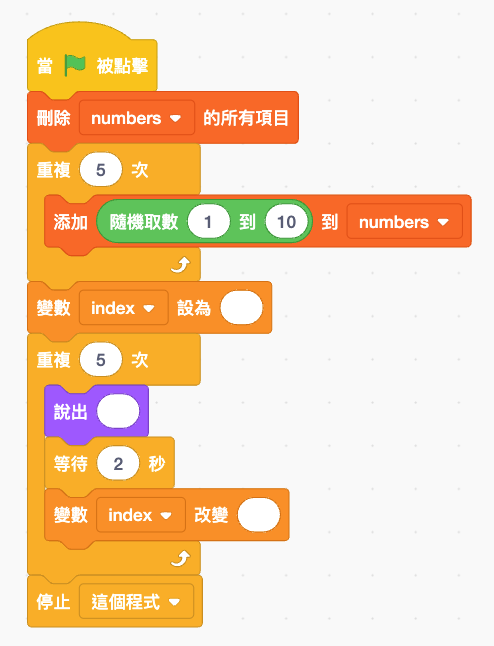 當 被點擊
刪除 numbers 的所有項目
重複 5 次
添加 隨機取數 1 到 10 到 numbers
變數 index 設為
重複 5 次
說出
等待 2 秒
變數 index 改變
停止 這個程式